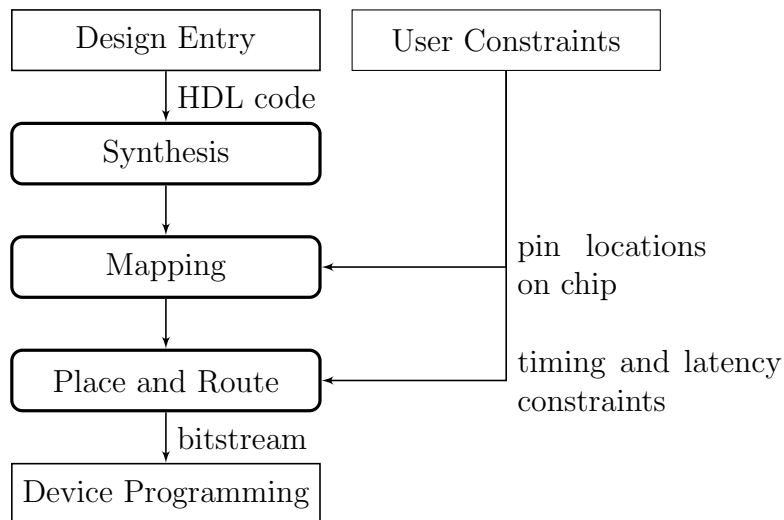 Design Entry
User Constraints
HDL code
Synthesis
Mapping
pin locations
on chip
Place and Route
timing and latency
constraints
bitstream
Device Programming